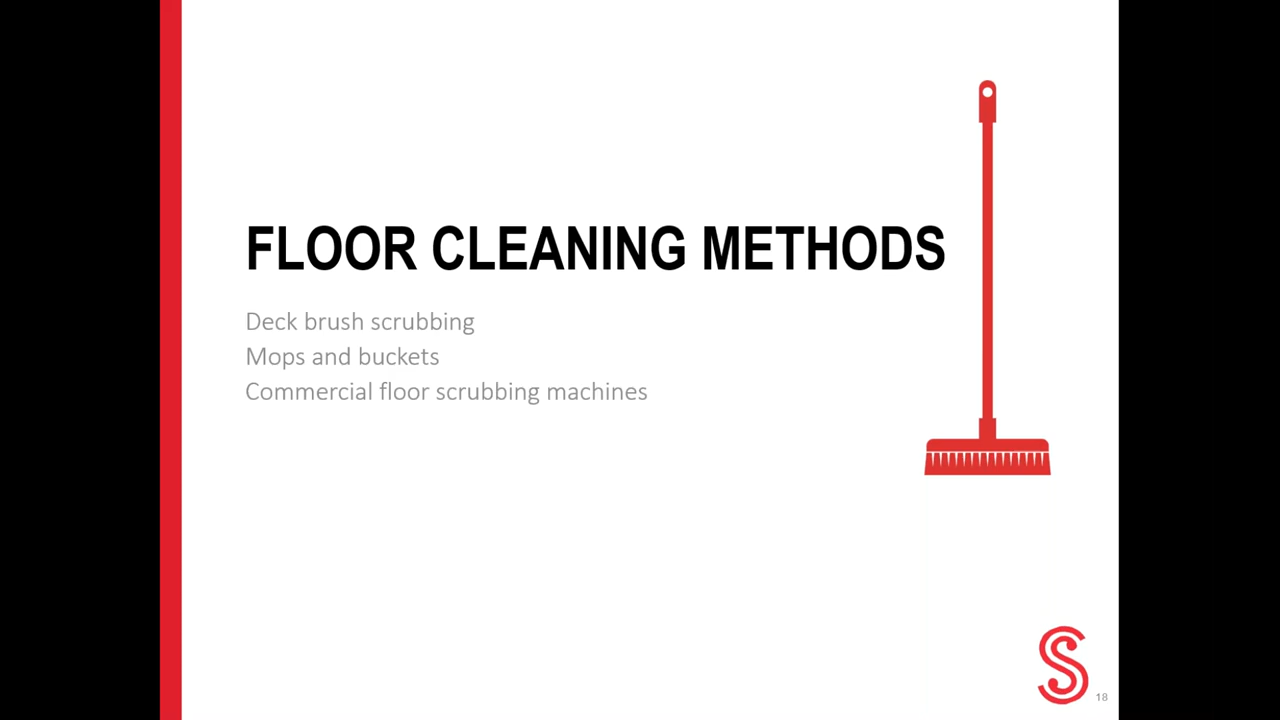 FLOOR CLEANING METHODS
Deck brush scrubbing
Mops and buckets
Commercial floor scrubbing machines
S
18